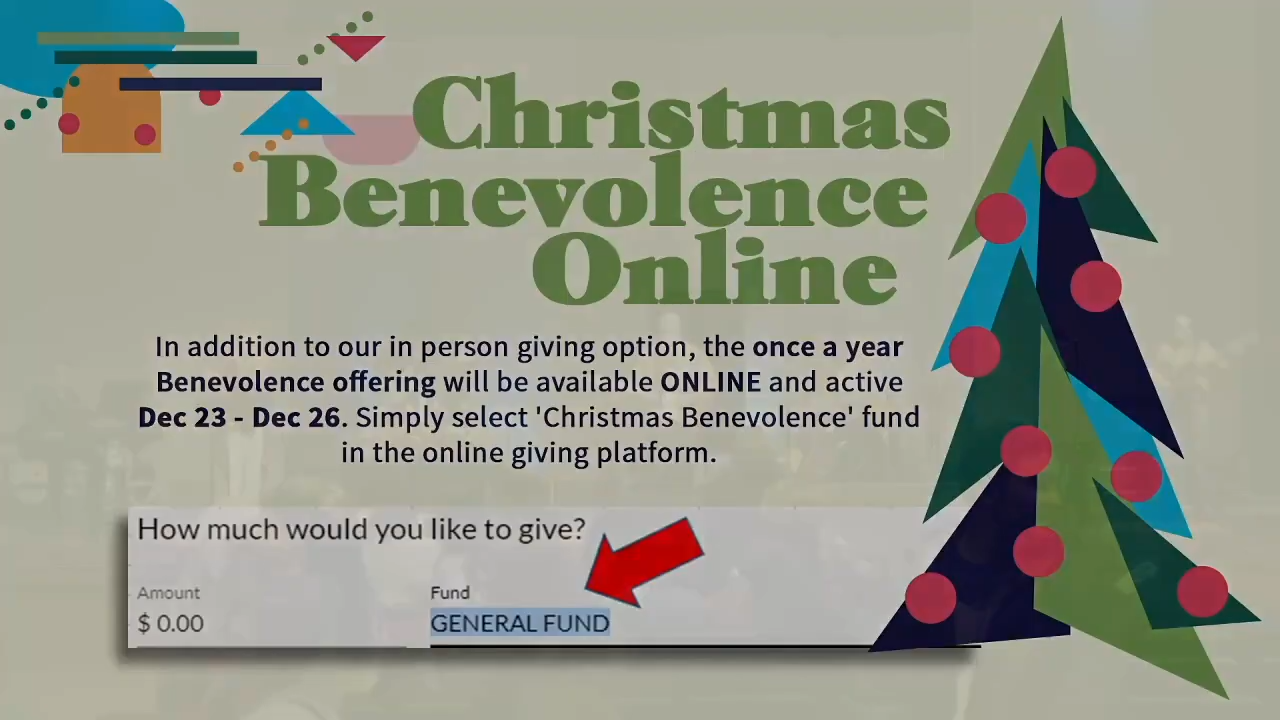 Christmas
Benevolence
Online
In addition to our in person giving option, the once a year
Benevolence offering will be available ONLINE and active
Dec 23 - Dec 26. Simply select 'Christmas Benevolence' fund
in the online giving platform.
How much would you like to give?
Amount Fund
$ 0.00 GENERAL FUND